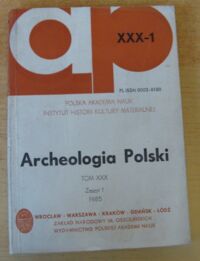 ap
XXX-1
PL ISSN 0003-8180
POLSKA AKADEMIA NAUK
INSTYTUT HISTORII KULTURY MATERIALNEJ
Archeologia Polski
TOM XXX
Zeszyt 1
1985
WROCŁAW · WARSZAWA · KRAKÓW · GDAŃSK · ŁÓDŹ
ZAKŁAD NARODOWY IM. OSSOLIŃSKICH
WYDAWNICTWO POLSKIEJ AKADEMII NAUK